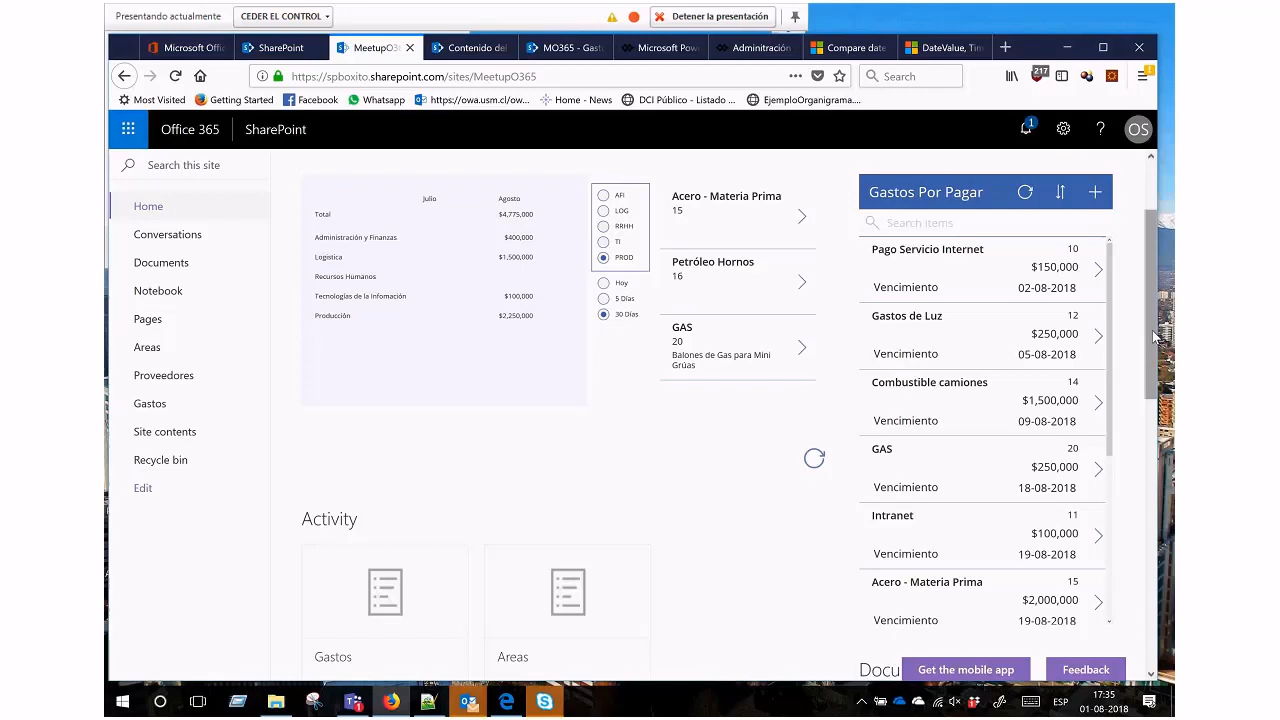 Presentando actualmente
CEDER EL CONTROL
Detener la presentación
Microsoft Offi
SharePoint
MeetupO3
Contenido del
MO365 - Gast
Microsoft Pow
Adminitración
Compare date
DateValue, Tim
https://spboxito.sharepoint.com/sites/MeetupO365
Search
217
Most Visited
Getting Started
Facebook
Whatsapp
https://owa.usm.cl/ow...
Home - News
DCI Público - Listado ...
EjemploOrganigrama....
Office 365
SharePoint
1
?
OS
Search this site
Home
Conversations
Documents
Notebook
Pages
Areas
Proveedores
Gastos
Site contents
Recycle bin
Edit
Julio Agosto
Total $4,775,000
Administración y Finanzas $400,000
Logistica $1,500,000
Recursos Humanos
Tecnologías de la Infomación $100,000
Producción $2,250,000
AFI
LOG
RRHH
TI
PROD
Hoy
5 Días
30 Días
Acero - Materia Prima
15
Petróleo Hornos
16
GAS
20
Balones de Gas para Mini
Grúas
Gastos Por Pagar
Search items
Pago Servicio Internet 10
$150,000
Vencimiento 02-08-2018
Gastos de Luz 12
$250,000
Vencimiento 05-08-2018
Combustible camiones 14
$1,500,000
Vencimiento 09-08-2018
GAS 20
$250,000
Vencimiento 18-08-2018
Intranet 11
$100,000
Vencimiento 19-08-2018
Acero - Materia Prima 15
$2,000,000
Vencimiento 19-08-2018
Activity
Gastos
Areas
Docu
Get the mobile app
Feedback
ESP
17:35
01-08-2018